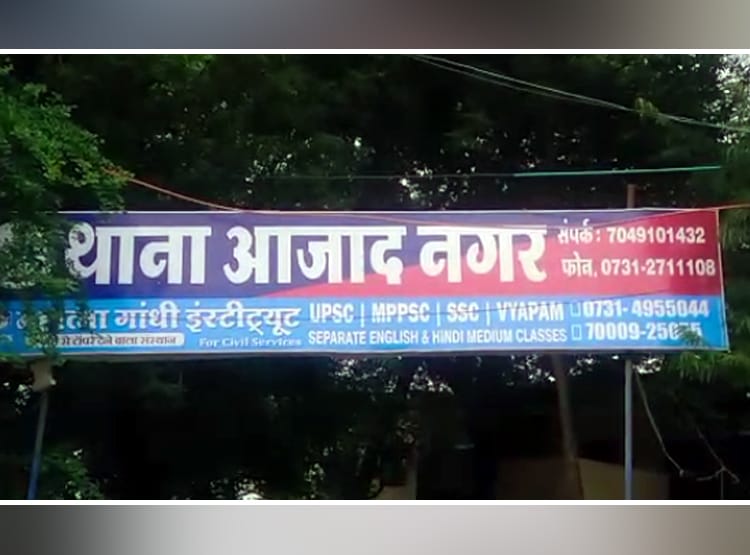 थाना आजाद नगर संपर्क : 7049101432
फोन. 0731-2711108
गांधी इंस्टीट्यूट UPSC | MPPSC | SSC | VYAPAM 0731- 4955044
से टॉपर देने वाला संस्थान For Civil Services SEPARATE ENGLISH & HINDI MEDIUM CLASSES